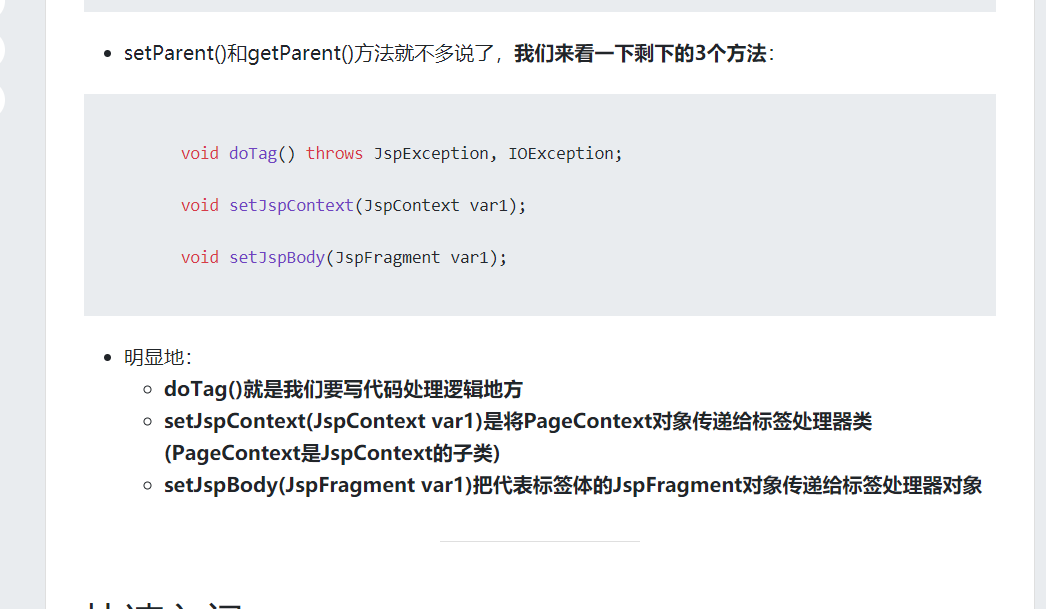 setParent()和getParent()方法就不多说了，我们来看一下剩下的3个方法：
void doTag() throws JspException, IOException;
void setJspContext(JspContext var1);
void setJspBody(JspFragment var1);
明显地：
doTag()就是我们要写代码处理逻辑地方
setJspContext(JspContext var1)是将PageContext对象传递给标签处理器类
(PageContext是JspContext的子类)
setJspBody(JspFragment var1)把代表标签体的JspFragment对象传递给标签处理器对象